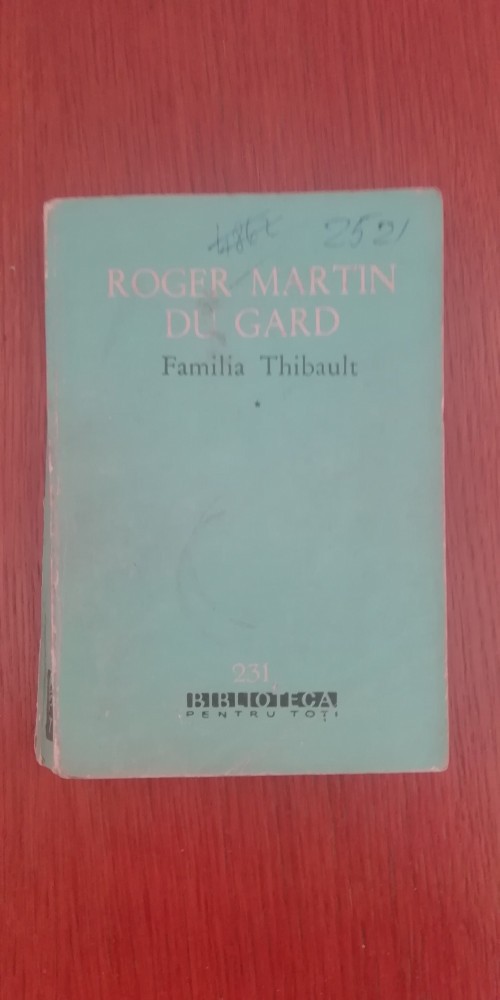 2521
ROGER MARTIN
DU GARD
Familia Thibault
231
BIBLIOTECA
PENTRU TOȚI